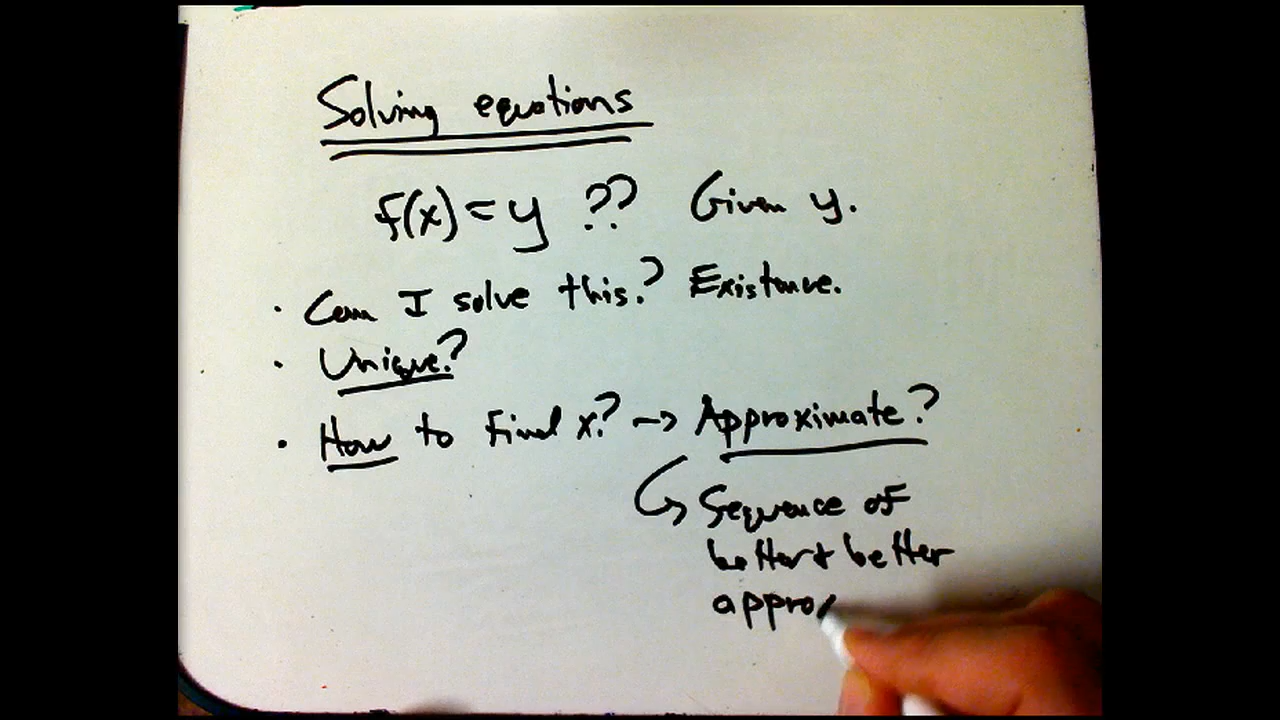 Solving equations
f(x) = y ?? Given y.
· Can I solve this? Existance.
· Unique?
· How to find x? → Approximate?
↳ Sequence of
better + better
appro